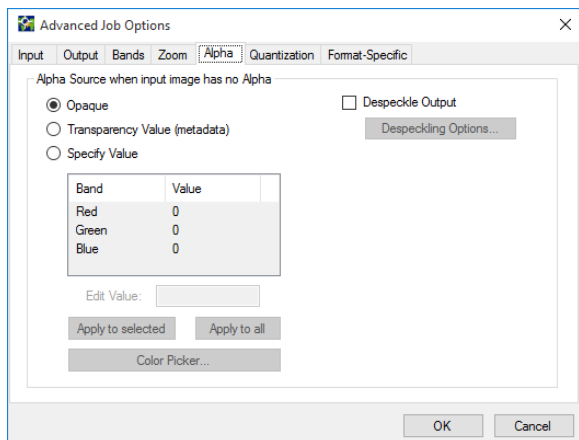 Advanced Job Options
Input Output Bands Zoom Alpha Quantization Format-Specific
Alpha Source when input image has no Alpha
Opaque
Despeckle Output
Transparency Value (metadata)
Despeckling Options...
Specify Value
Band Value
Red 0
Green 0
Blue 0
Edit Value:
Apply to selected Apply to all
Color Picker...
OK Cancel